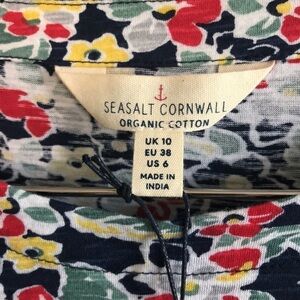 SEASALT CORNWALL
ORGANIC COTTON
UK 10
EU 38
US 6
MADE IN
INDIA